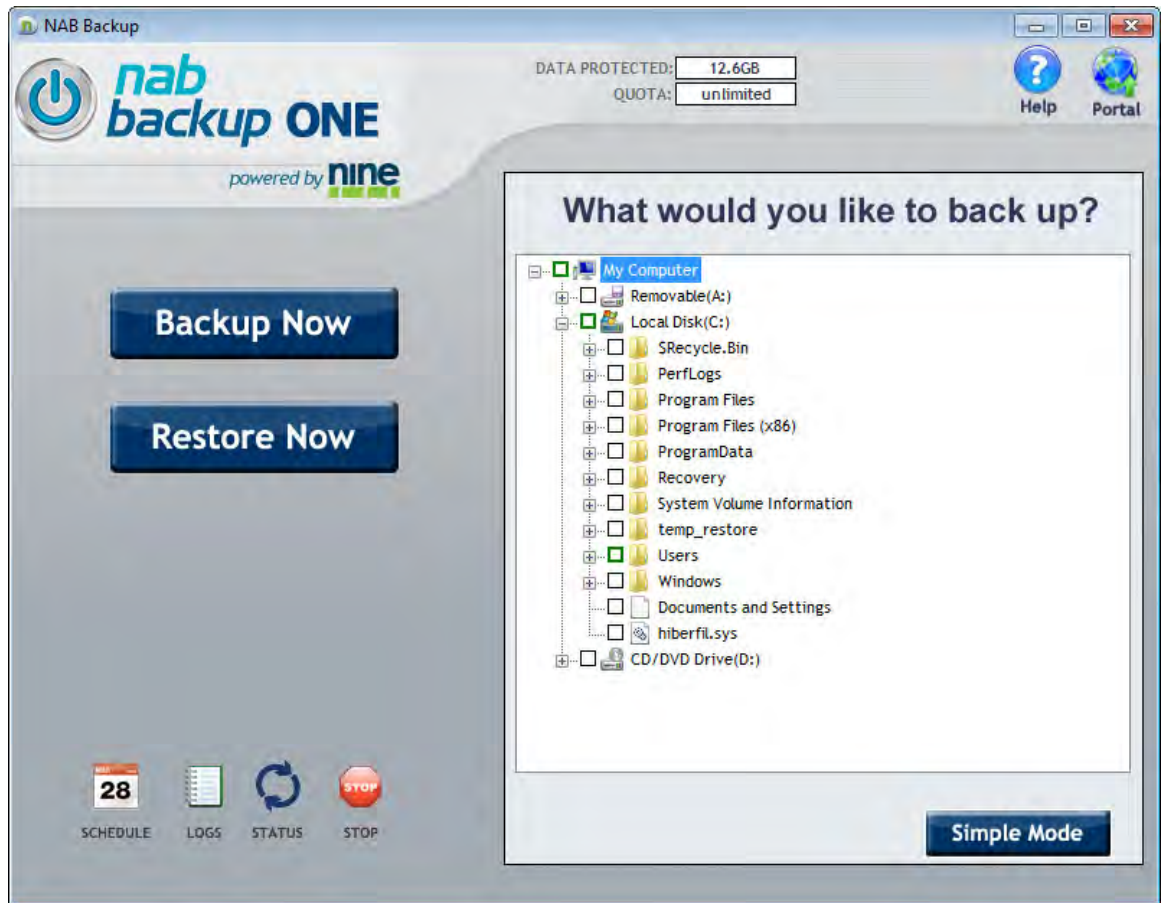 NAB Backup
nab
backup ONE
powered by nine
DATA PROTECTED: 12.6GB
QUOTA: unlimited
Help
Portal
Backup Now
Restore Now
What would you like to back up?
My Computer
Removable(A:)
Local Disk(C:)
SRecycle.Bin
PerfLogs
Program Files
Program Files (x86)
ProgramData
Recovery
System Volume Information
temp_restore
Users
Windows
Documents and Settings
hiberfil.sys
CD/DVD Drive(D:)
28
STOP
SCHEDULE
LOGS
STATUS
STOP
Simple Mode